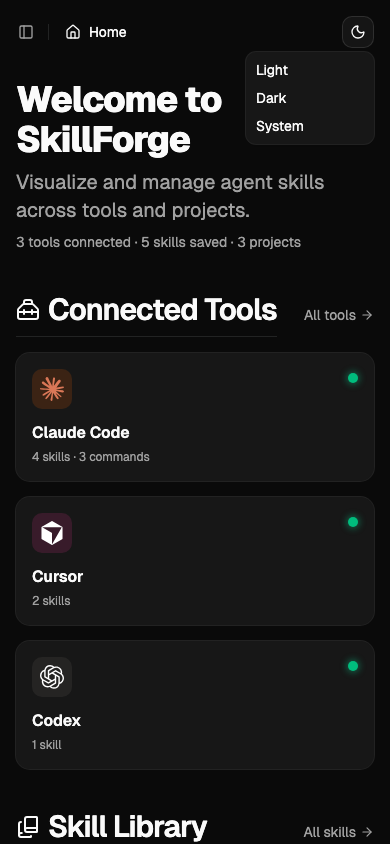 Home
Light
Dark
System
Welcome to
SkillForge
Visualize and manage agent skills
across tools and projects.
3 tools connected · 5 skills saved · 3 projects
Connected Tools
All tools →
Claude Code
4 skills · 3 commands
Cursor
2 skills
Codex
1 skill
Skill Library
All skills →